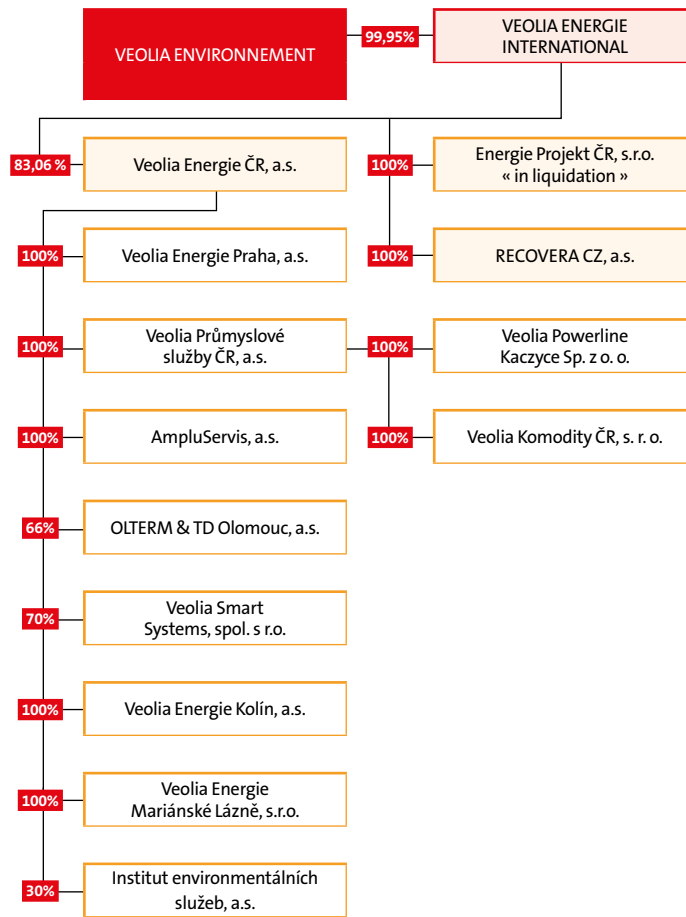 VEOLIA ENVIRONNEMENT
99,95%
VEOLIA ENERGIE
INTERNATIONAL
83,06 %
Veolia Energie ČR, a.s.
100%
Energie Projekt ČR, s.r.o.
« in liquidation »
100%
Veolia Energie Praha, a.s.
100%
RECOVERA CZ, a.s.
100%
Veolia Průmyslové
služby ČR, a.s.
100%
Veolia Powerline
Kaczyce Sp. z o. o.
100%
AmpluServis, a.s.
100%
Veolia Komodity ČR, s. r. o.
66%
OLTERM & TD Olomouc, a.s.
70%
Veolia Smart
Systems, spol. s r.o.
100%
Veolia Energie Kolín, a.s.
100%
Veolia Energie
Mariánské Lázně, s.r.o.
30%
Institut environmentálních
služeb, a.s.